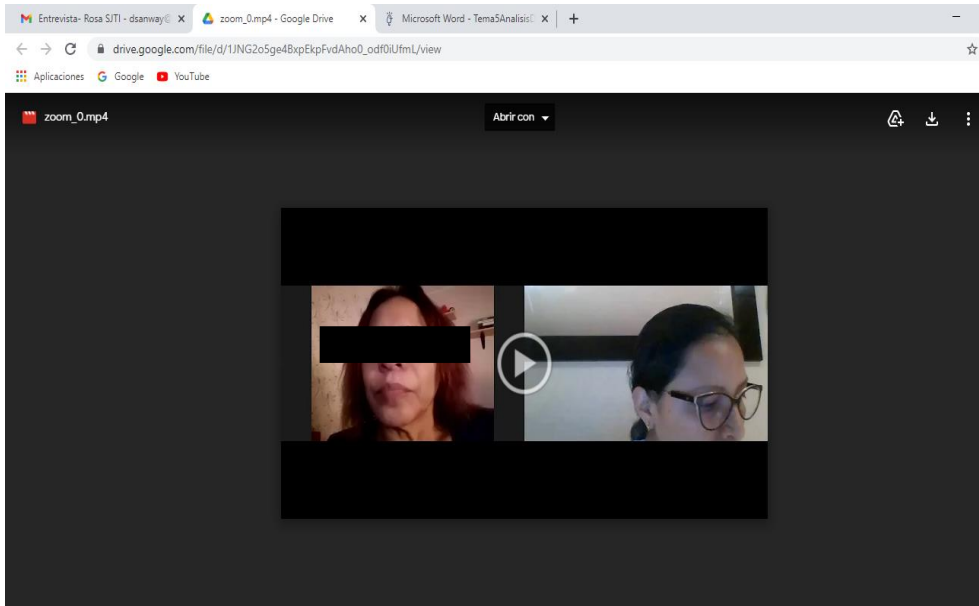 Entrevista- Rosa SJTI - dsanway@
zoom_0.mp4 - Google Drive
Microsoft Word - Tema5AnalisisD
drive.google.com/file/d/1JNG2o5ge4BxpEkpFvdAho0_odf0iUfmL/view
Aplicaciones Google YouTube
zoom_0.mp4
Abrir con